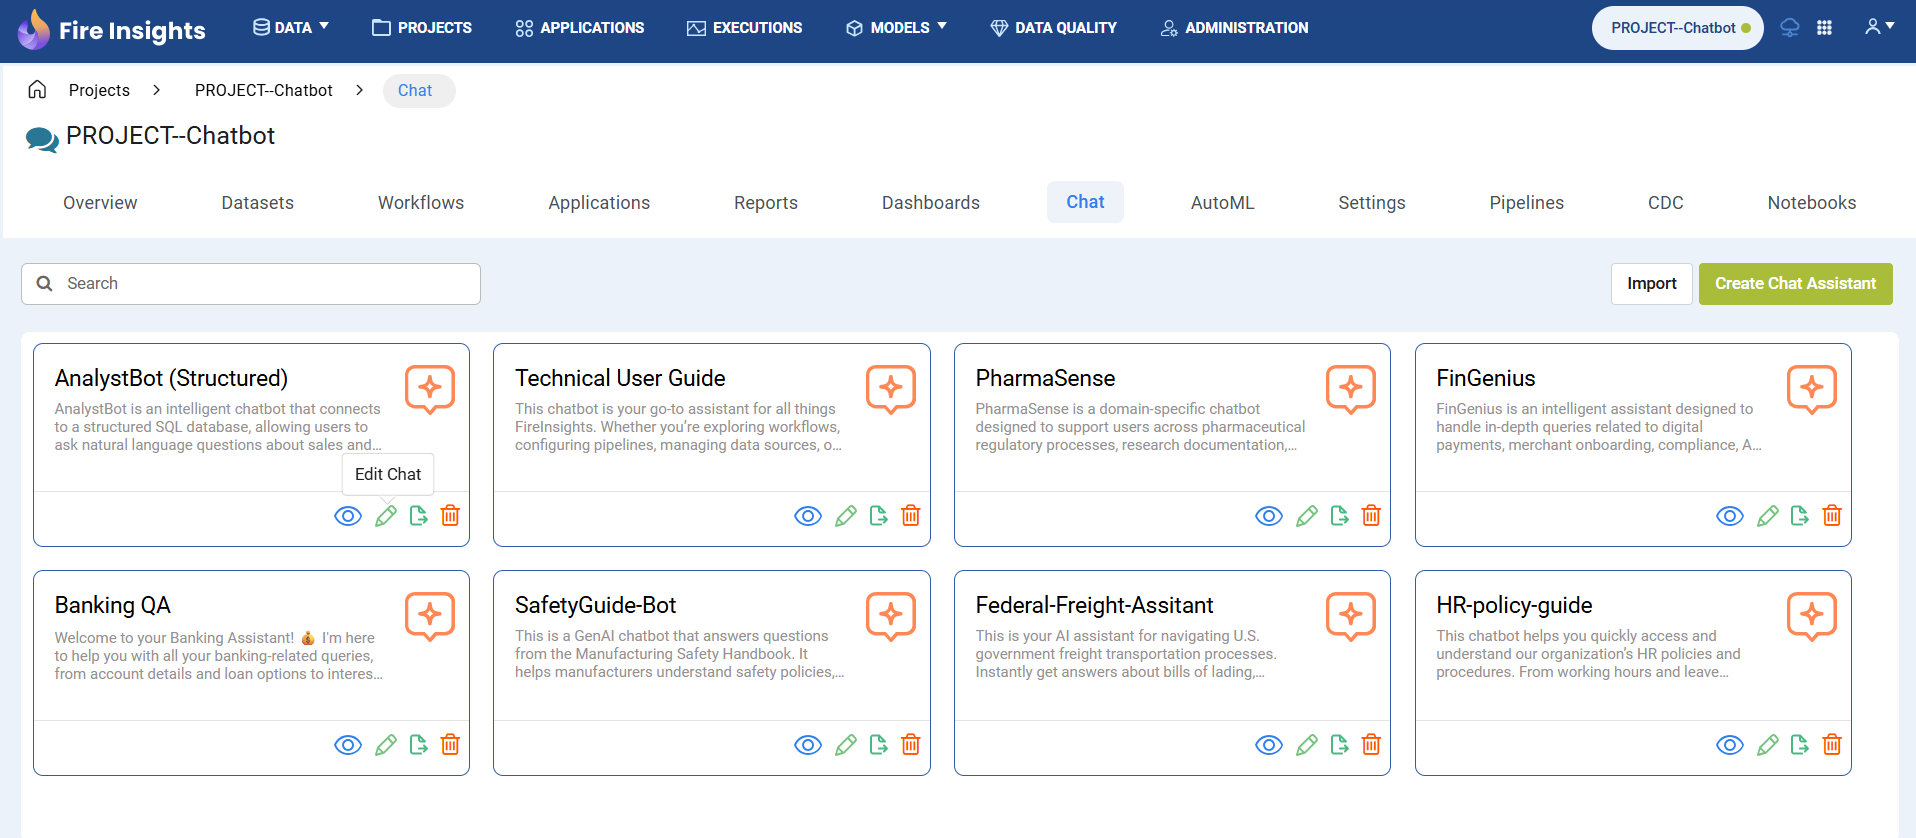 Fire Insights
DATA
PROJECTS
APPLICATIONS
EXECUTIONS
MODELS
DATA QUALITY
ADMINISTRATION
PROJECT--Chatbot
Projects
PROJECT--Chatbot
Chat
PROJECT--Chatbot
Overview
Datasets
Workflows
Applications
Reports
Dashboards
Chat
AutoML
Settings
Pipelines
CDC
Notebooks
Search
Import
Create Chat Assistant
AnalystBot (Structured)
AnalystBot is an intelligent chatbot that connects
to a structured SQL database, allowing users to
ask natural language questions about sales and...
Edit Chat
Technical User Guide
This chatbot is your go-to assistant for all things
FireInsights. Whether you’re exploring workflows,
configuring pipelines, managing data sources, o...
PharmaSense
PharmaSense is a domain-specific chatbot
designed to support users across pharmaceutical
regulatory processes, research documentation,...
FinGenius
FinGenius is an intelligent assistant designed to
handle in-depth queries related to digital
payments, merchant onboarding, compliance, A...
Banking QA
Welcome to your Banking Assistant! 💰 I'm here
to help you with all your banking-related queries,
from account details and loan options to interes...
SafetyGuide-Bot
This is a GenAI chatbot that answers questions
from the Manufacturing Safety Handbook. It
helps manufacturers understand safety policies,...
Federal-Freight-Assitant
This is your AI assistant for navigating U.S.
government freight transportation processes.
Instantly get answers about bills of lading,...
HR-policy-guide
This chatbot helps you quickly access and
understand our organization’s HR policies and
procedures. From working hours and leave...